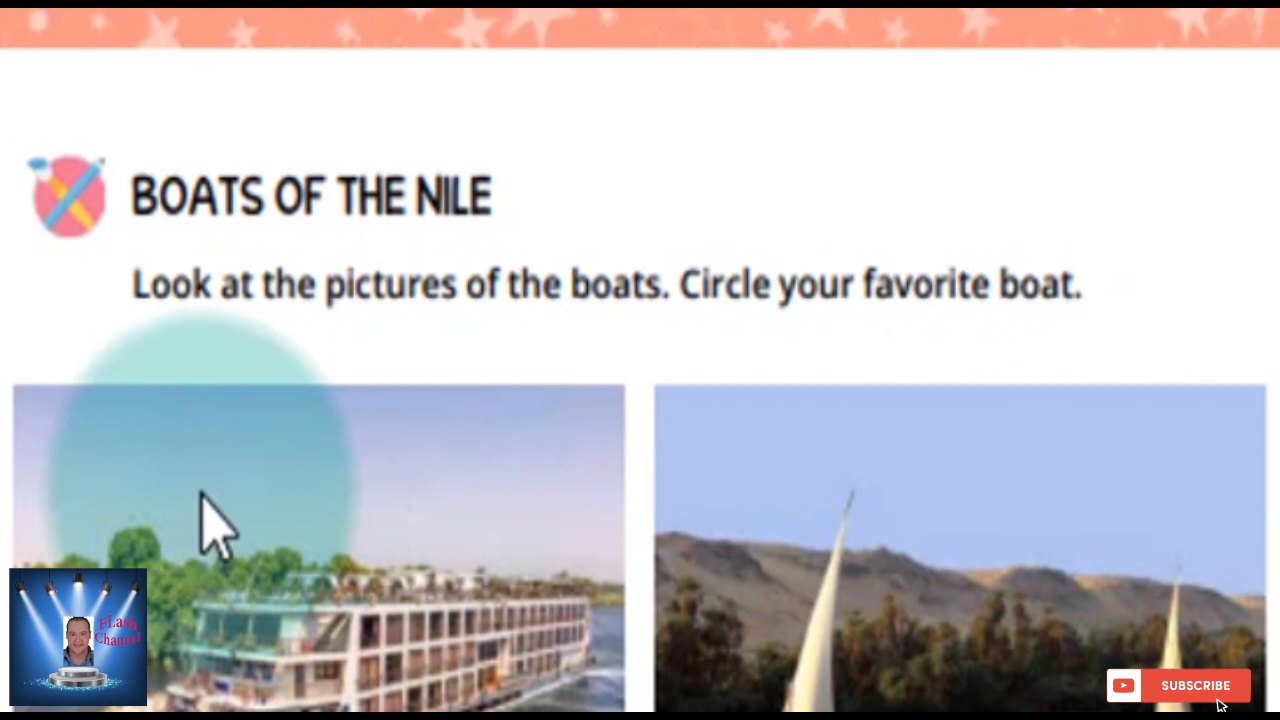 BOATS OF THE NILE
Look at the pictures of the boats. Circle your favorite boat.
FLash
Channel
SUBSCRIBE